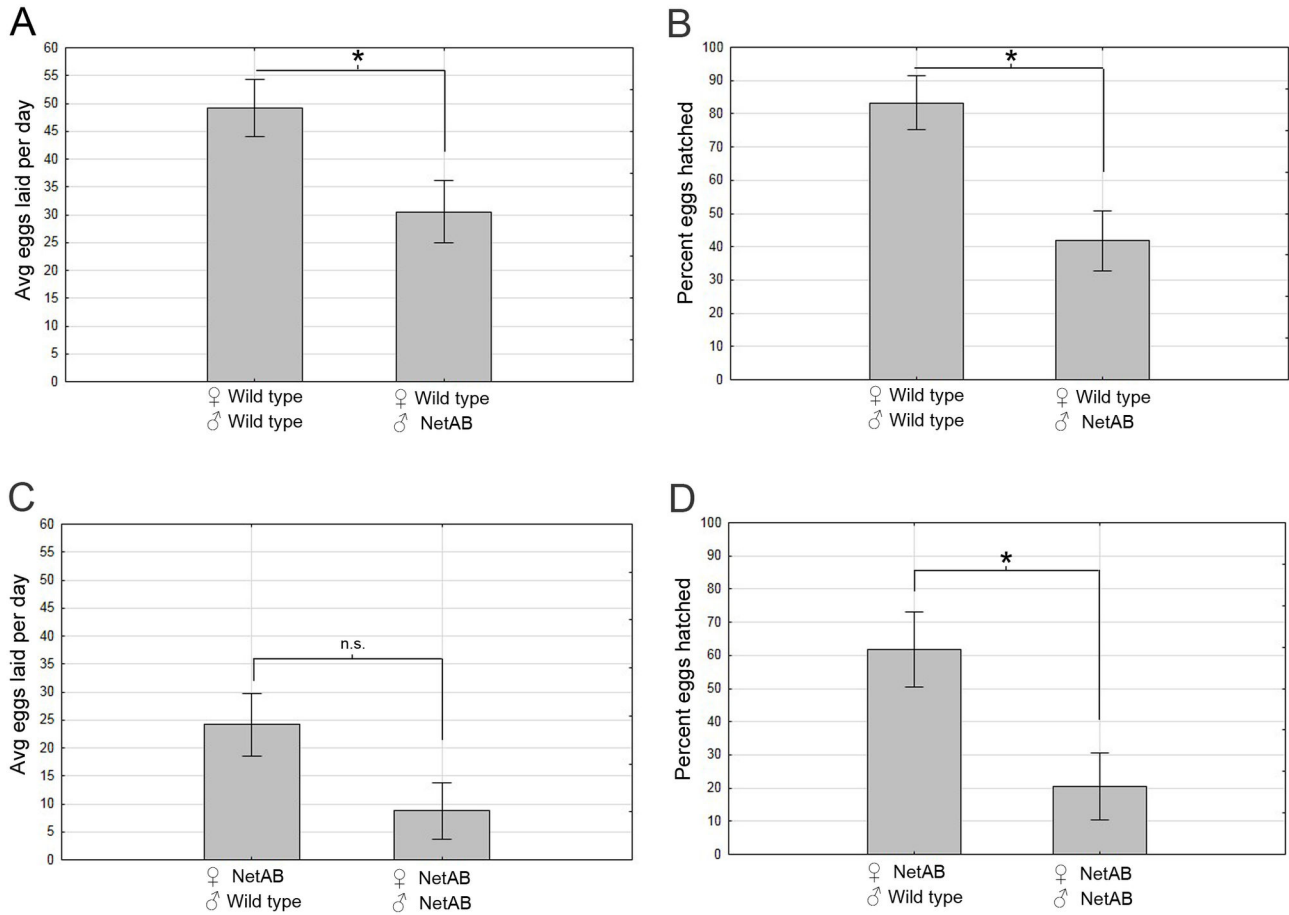 A
Avg eggs laid per day
60
55
50
45
40
35
30
25
20
15
10
5
0
*
♀ Wild type
♂ Wild type
♀ Wild type
♂ NetAB
B
Percent eggs hatched
100
90
80
70
60
50
40
30
20
10
0
*
♀ Wild type
♂ Wild type
♀ Wild type
♂ NetAB
C
Avg eggs laid per day
60
55
50
45
40
35
30
25
20
15
10
5
0
n.s.
♀ NetAB
♂ Wild type
♀ NetAB
♂ NetAB
D
Percent eggs hatched
100
90
80
70
60
50
40
30
20
10
0
*
♀ NetAB
♂ Wild type
♀ NetAB
♂ NetAB